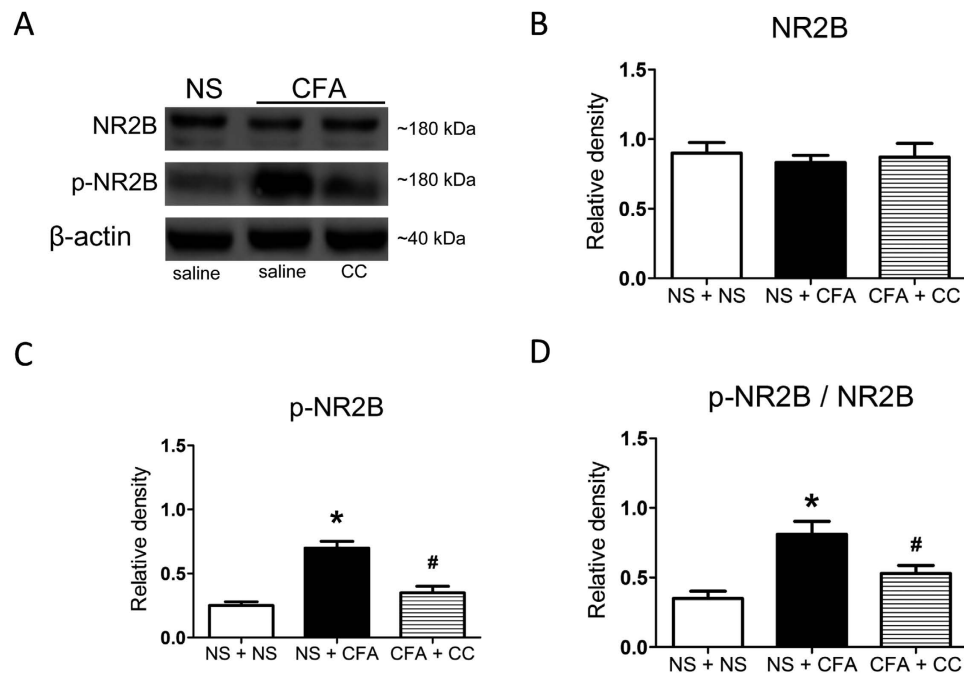 A
NS CFA
NR2B ~180 kDa
p-NR2B ~180 kDa
β-actin ~40 kDa
saline saline CC
B
NR2B
Relative density
1.5
1.0
0.5
0.0
NS + NS NS + CFA CFA + CC
C
p-NR2B
Relative density
1.5
1.0
0.5
0.0
*
#
NS + NS NS + CFA CFA + CC
D
p-NR2B / NR2B
Relative density
1.5
1.0
0.5
0.0
*
#
NS + NS NS + CFA CFA + CC